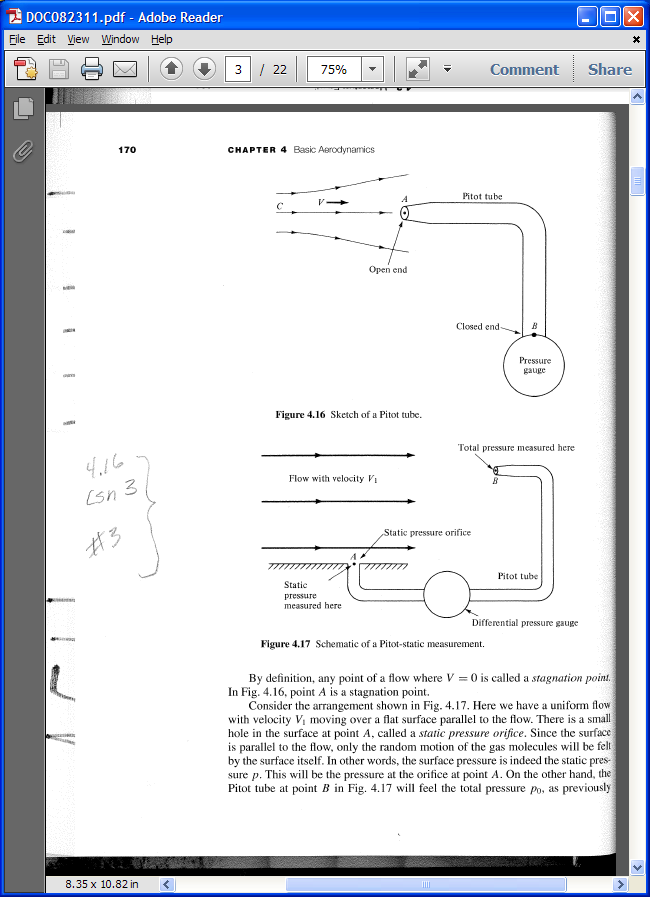 DOC082311.pdf - Adobe Reader
File Edit View Window Help
3 / 22 75% Comment Share
170 CHAPTER 4 Basic Aerodynamics
C V A Pitot tube
Open end
Closed end B
Pressure
gauge
Figure 4.16 Sketch of a Pitot tube.
4.16
#3
Total pressure measured here
Flow with velocity V₁
B
Static pressure orifice
A
Static
pressure
measured here
Pitot tube
Differential pressure gauge
Figure 4.17 Schematic of a Pitot-static measurement.
By definition, any point of a flow where V = 0 is called a stagnation point.
In Fig. 4.16, point A is a stagnation point.
Consider the arrangement shown in Fig. 4.17. Here we have a uniform flow
with velocity V₁ moving over a flat surface parallel to the flow. There is a small
hole in the surface at point A, called a static pressure orifice. Since the surface
is parallel to the flow, only the random motion of the gas molecules will be felt
by the surface itself. In other words, the surface pressure is indeed the static pres-
sure p. This will be the pressure at the orifice at point A. On the other hand, the
Pitot tube at point B in Fig. 4.17 will feel the total pressure p₀, as previously
8.35 x 10.82 in